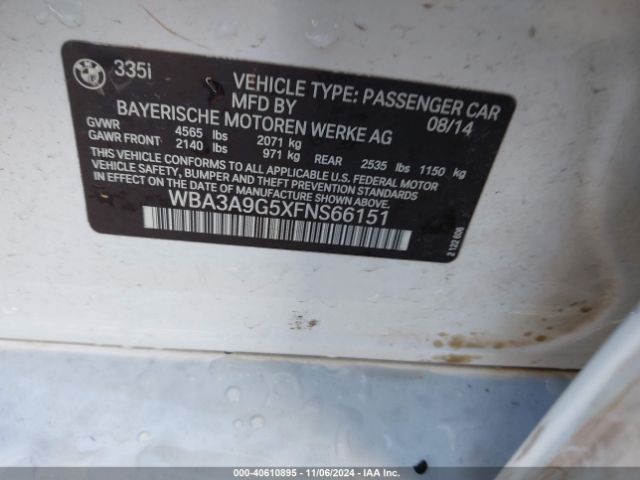 335i
VEHICLE TYPE: PASSENGER CAR
MFD BY
08/14
BAYERISCHE MOTOREN WERKE AG
GVWR 4565 lbs 2071 kg
GAWR FRONT 2140 lbs 971 kg REAR 2535 lbs 1150 kg
THIS VEHICLE CONFORMS TO ALL APPLICABLE U.S. FEDERAL MOTOR
VEHICLE SAFETY, BUMPER AND THEFT PREVENTION STANDARDS
IN EFFECT ON THE DATE OF MANUFACTURE SHOWN ABOVE.
WBA3A9G5XFNS66151
2 122 606
000-40610895 - 11/06/2024 - IAA Inc.